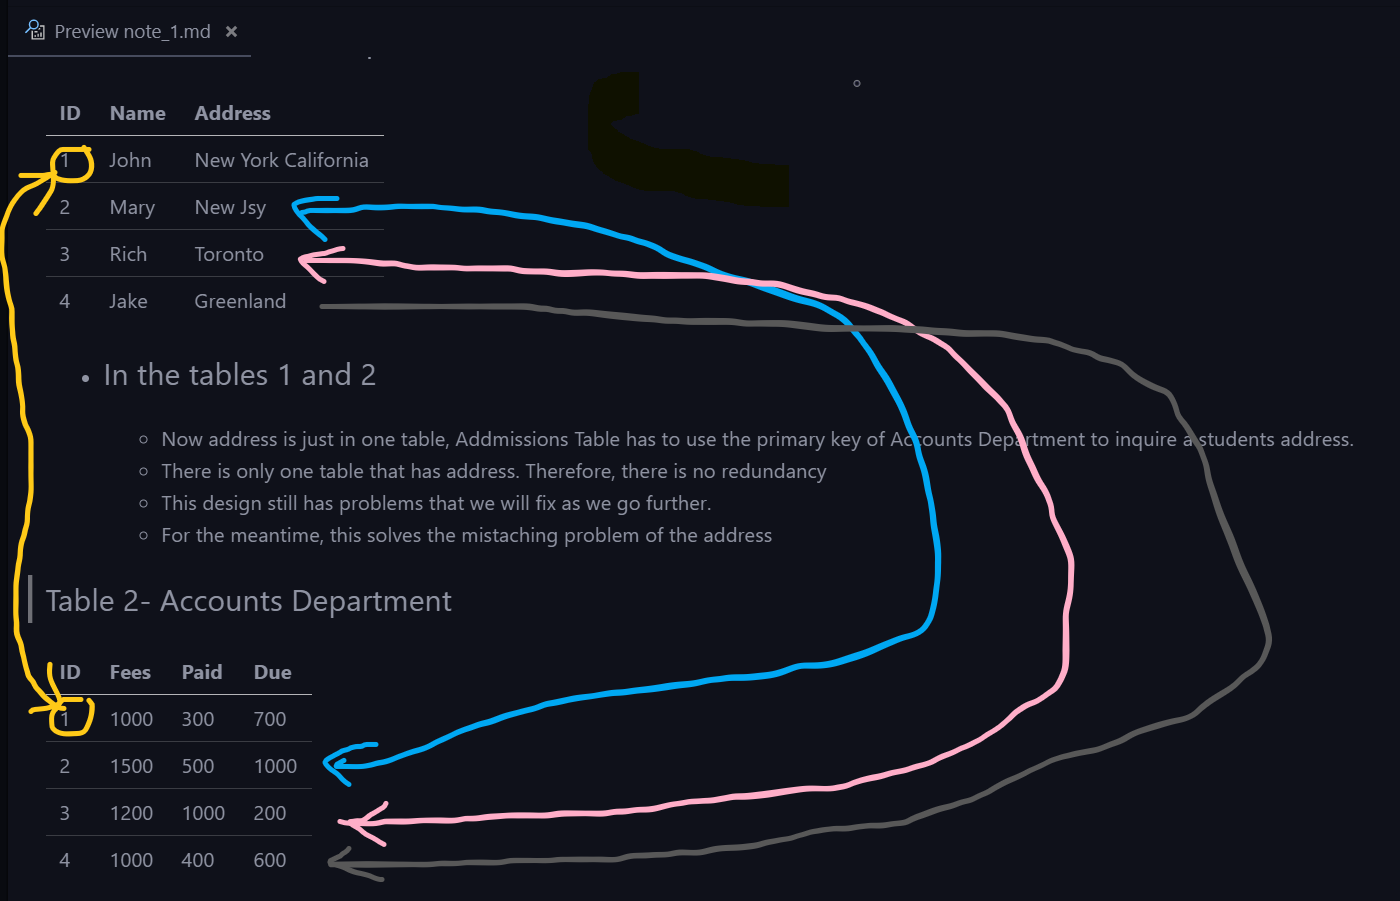 Preview note_1.md ×
ID Name Address
1 John New York California
2 Mary New Jsy
3 Rich Toronto
4 Jake Greenland
• In the tables 1 and 2
○ Now address is just in one table, Addmissions Table has to use the primary key of Accounts Department to inquire a students address.
○ There is only one table that has address. Therefore, there is no redundancy
○ This design still has problems that we will fix as we go further.
○ For the meantime, this solves the mistaching problem of the address
Table 2- Accounts Department
ID Fees Paid Due
1 1000 300 700
2 1500 500 1000
3 1200 1000 200
4 1000 400 600